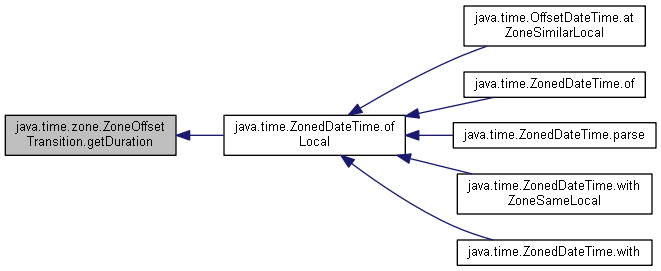 java.time.zone.ZoneOffset
Transition.getDuration
java.time.ZonedDateTime.of
Local
java.time.OffsetDateTime.at
ZoneSimilarLocal
java.time.ZonedDateTime.of
java.time.ZonedDateTime.parse
java.time.ZonedDateTime.with
ZoneSameLocal
java.time.ZonedDateTime.with